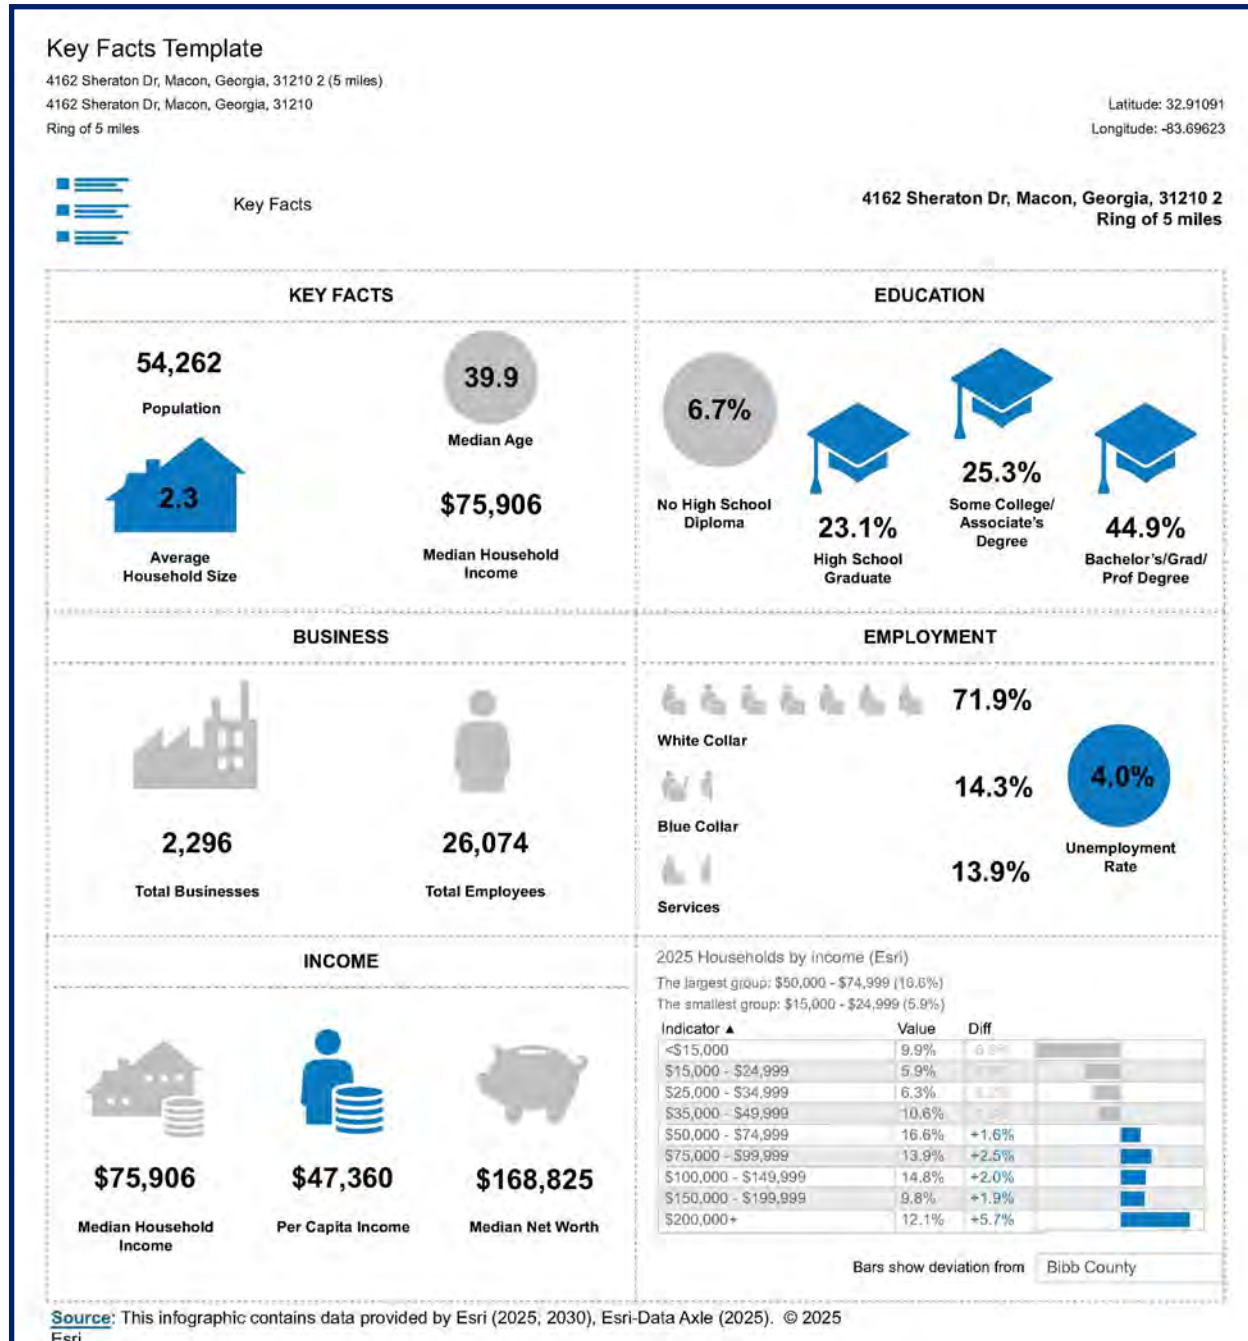 Key Facts Template
4162 Sheraton Dr, Macon, Georgia, 31210 2 (5 miles)
4162 Sheraton Dr, Macon, Georgia, 31210
Ring of 5 miles
Latitude: 32.91091
Longitude: -83.69623
Key Facts
4162 Sheraton Dr, Macon, Georgia, 31210 2
Ring of 5 miles
KEY FACTS
54,262
Population
39.9
Median Age
2.3
Average
Household Size
$75,906
Median Household
Income
EDUCATION
6.7%
No High School
Diploma
23.1%
High School
Graduate
25.3%
Some College/
Associate's
Degree
44.9%
Bachelor's/Grad/
Prof Degree
BUSINESS
2,296
Total Businesses
26,074
Total Employees
EMPLOYMENT
71.9%
White Collar
14.3%
Blue Collar
13.9%
Services
4.0%
Unemployment
Rate
INCOME
$75,906
Median Household
Income
$47,360
Per Capita Income
$168,825
Median Net Worth
2025 Households by income (Esri)
The largest group: $50,000 - $74,999 (16.6%)
The smallest group: $15,000 - $24,999 (5.9%)
Indicator ▲ Value Diff
<$15,000 9.9%
$15,000 - $24,999 5.9%
$25,000 - $34,999 6.3%
$35,000 - $49,999 10.6%
$50,000 - $74,999 16.6% +1.6%
$75,000 - $99,999 13.9% +2.5%
$100,000 - $149,999 14.8% +2.0%
$150,000 - $199,999 9.8% +1.9%
$200,000+ 12.1% +5.7%
Bars show deviation from Bibb County
Source: This infographic contains data provided by Esri (2025, 2030), Esri-Data Axle (2025). © 2025
Esri